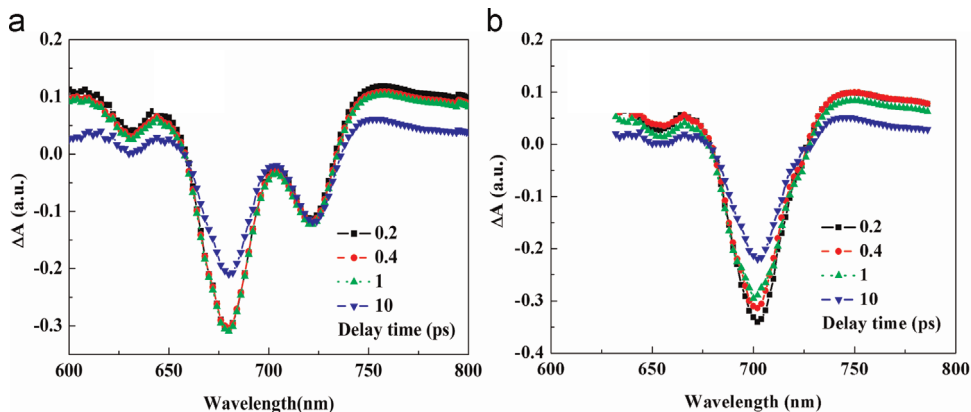 a
0.2
0.1
0.0
-0.1
-0.2
-0.3
ΔA (a.u.)
0.2
0.4
1
10
Delay time (ps)
600 650 700 750 800
Wavelength(nm)
b
0.2
0.1
0.0
-0.1
-0.2
-0.3
-0.4
ΔA (a.u.)
0.2
0.4
1
10
Delay time (ps)
600 650 700 750 800
Wavelength (nm)